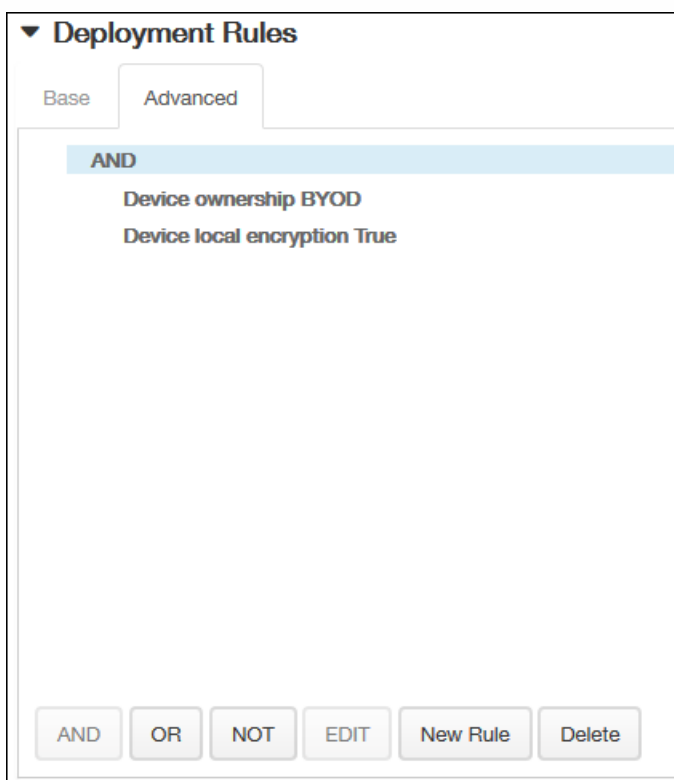 Deployment Rules
Base Advanced
AND
Device ownership BYOD
Device local encryption True
AND OR NOT EDIT New Rule Delete